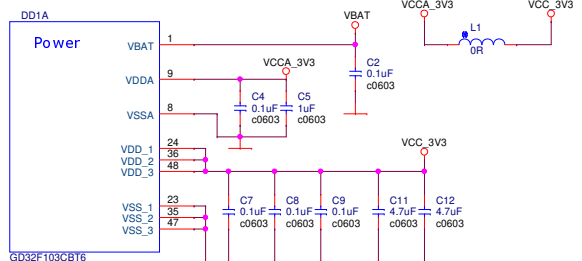 DD1A
Power
VBAT
1
VBAT
VCCA_3V3
VCC_3V3
L1
0R
C2
0.1uF
c0603
VDDA
9
VCCA_3V3
C4
0.1uF
c0603
C5
1uF
c0603
VSSA
8
VDD_1
24
VDD_2
36
VDD_3
48
VCC_3V3
C7
0.1uF
c0603
C8
0.1uF
c0603
C9
0.1uF
c0603
C11
4.7uF
c0603
C12
4.7uF
c0603
VSS_1
23
VSS_2
35
VSS_3
47
GD32F103CBT6